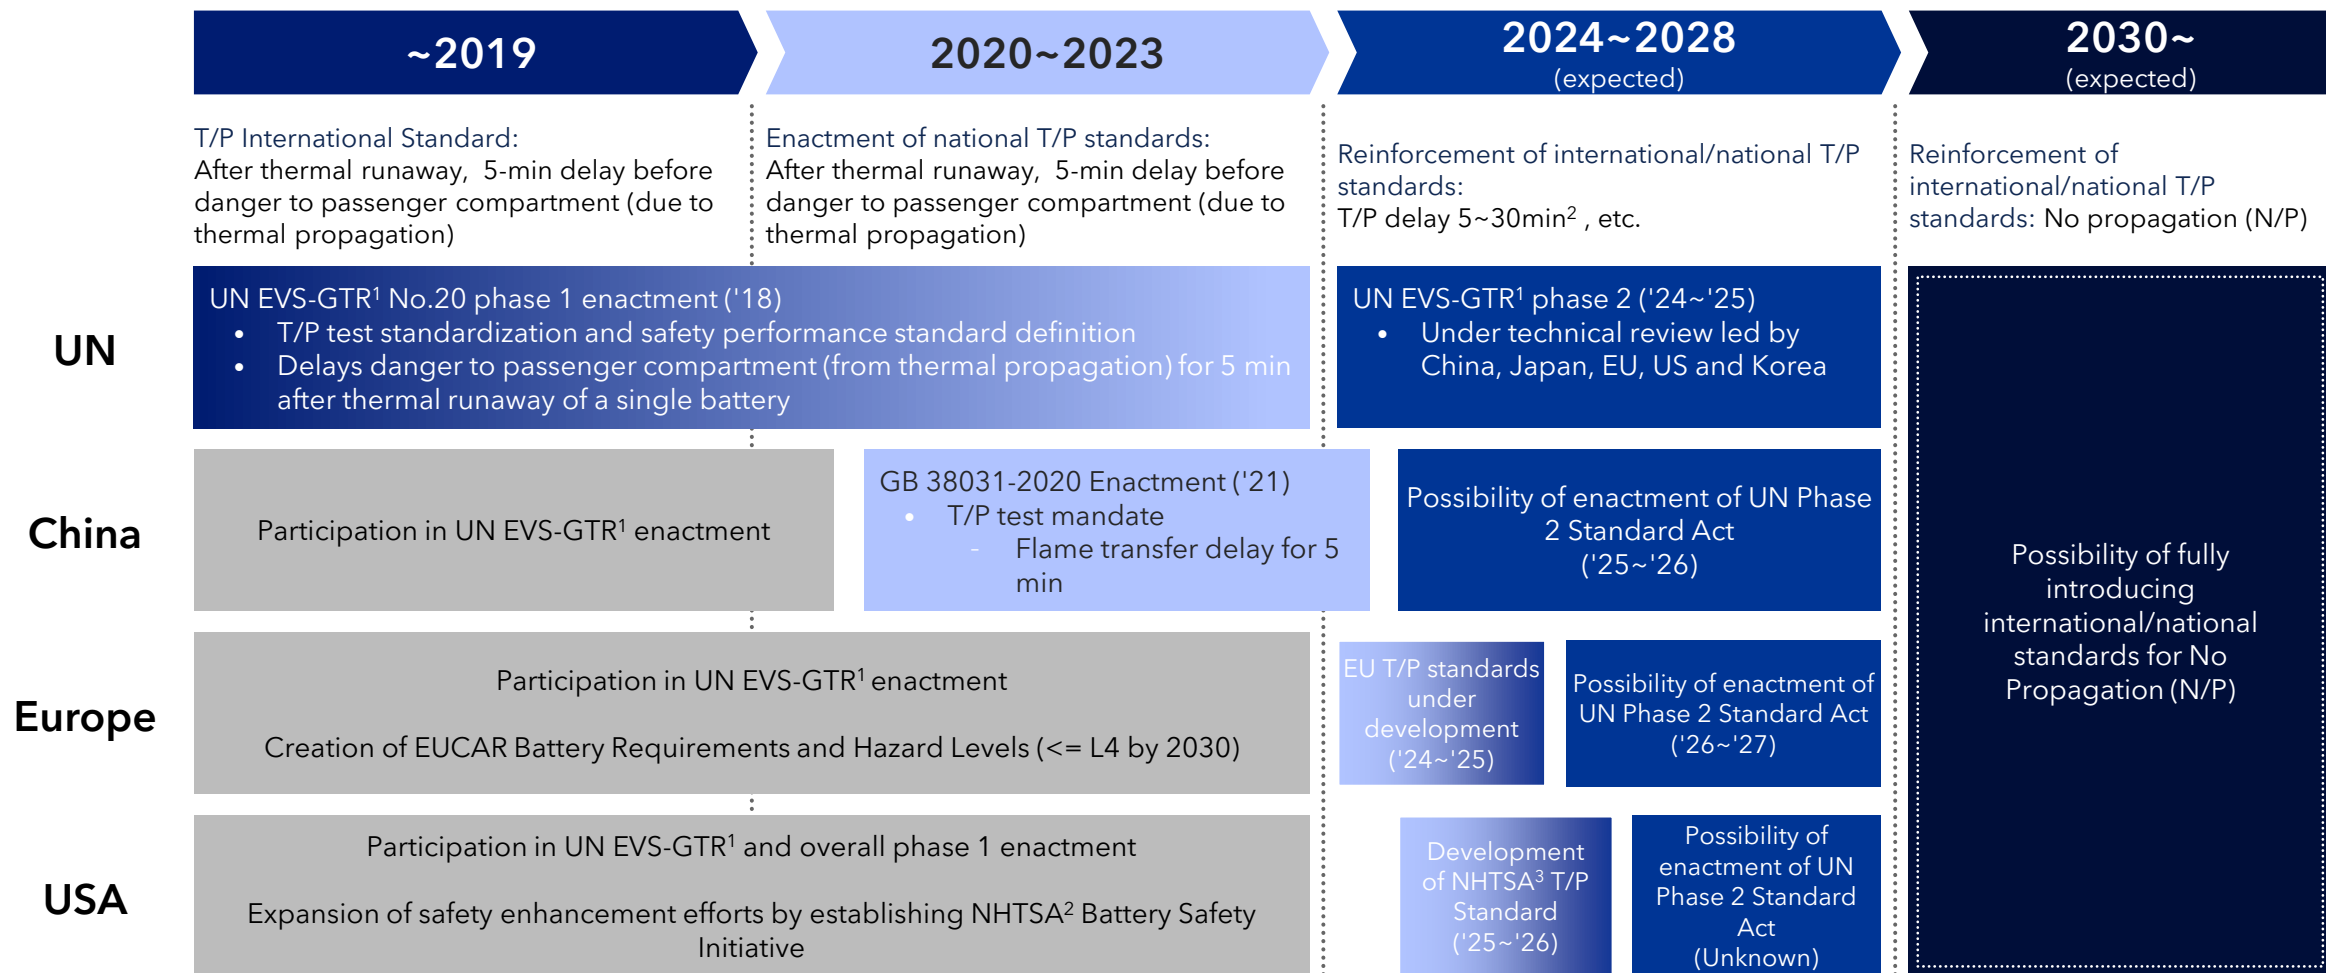 ~2019
2020~2023
2024~2028
(expected)
2030~
(expected)
T/P International Standard:
After thermal runaway, 5-min delay before
danger to passenger compartment (due to
thermal propagation)
Enactment of national T/P standards:
After thermal runaway, 5-min delay before
danger to passenger compartment (due to
thermal propagation)
Reinforcement of international/national T/P
standards:
T/P delay 5~30min² , etc.
Reinforcement of
international/national T/P
standards: No propagation (N/P)
UN
UN EVS-GTR¹ No.20 phase 1 enactment ('18)
• T/P test standardization and safety performance standard definition
• Delays danger to passenger compartment (from thermal propagation) for 5 min
after thermal runaway of a single battery
UN EVS-GTR¹ phase 2 ('24~'25)
• Under technical review led by
China, Japan, EU, US and Korea
China
Participation in UN EVS-GTR¹ enactment
GB 38031-2020 Enactment ('21)
• T/P test mandate
- Flame transfer delay for 5
min
Possibility of enactment of UN Phase
2 Standard Act
('25~'26)
Europe
Participation in UN EVS-GTR¹ enactment
Creation of EUCAR Battery Requirements and Hazard Levels (<= L4 by 2030)
EU T/P standards
under
development
('24~'25)
Possibility of enactment of
UN Phase 2 Standard Act
('26~'27)
USA
Participation in UN EVS-GTR¹ and overall phase 1 enactment
Expansion of safety enhancement efforts by establishing NHTSA² Battery Safety
Initiative
Development
of NHTSA³ T/P
Standard
('25~'26)
Possibility of
enactment of UN
Phase 2 Standard
Act
(Unknown)
Possibility of fully
introducing
international/national
standards for No
Propagation (N/P)